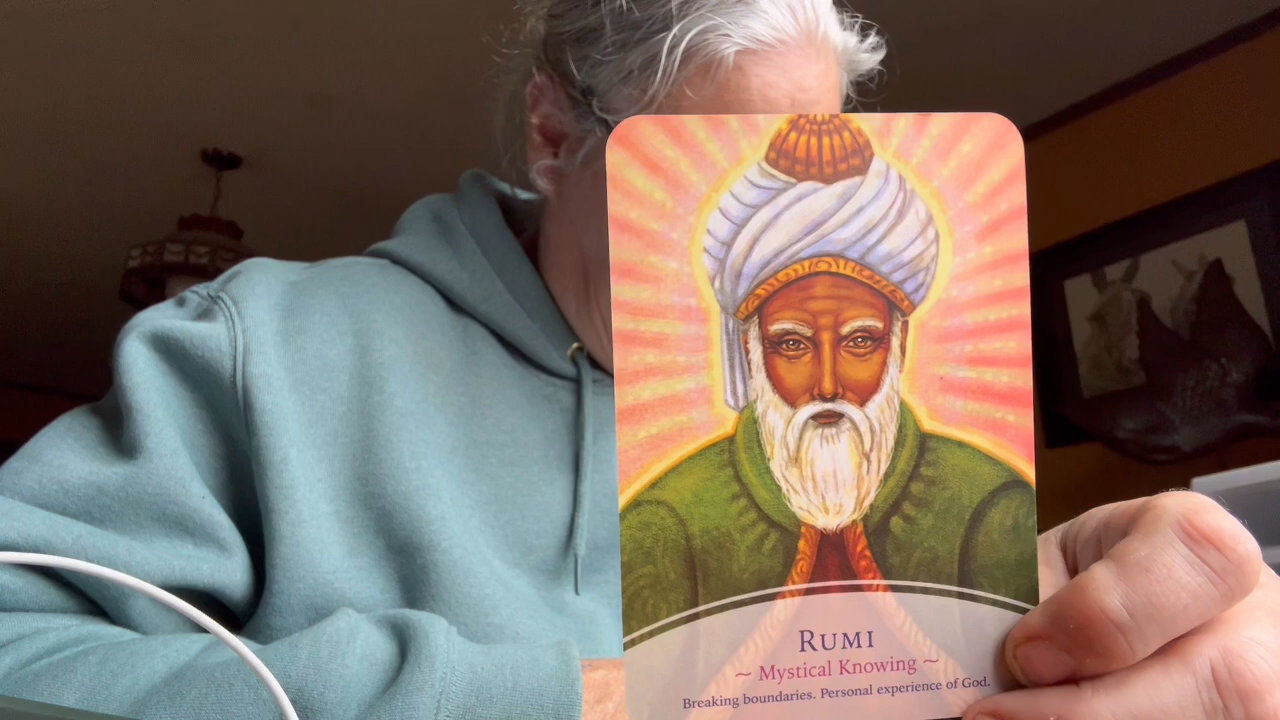 RUMI
~ Mystical Knowing ~
Breaking boundaries. Personal experience of God.